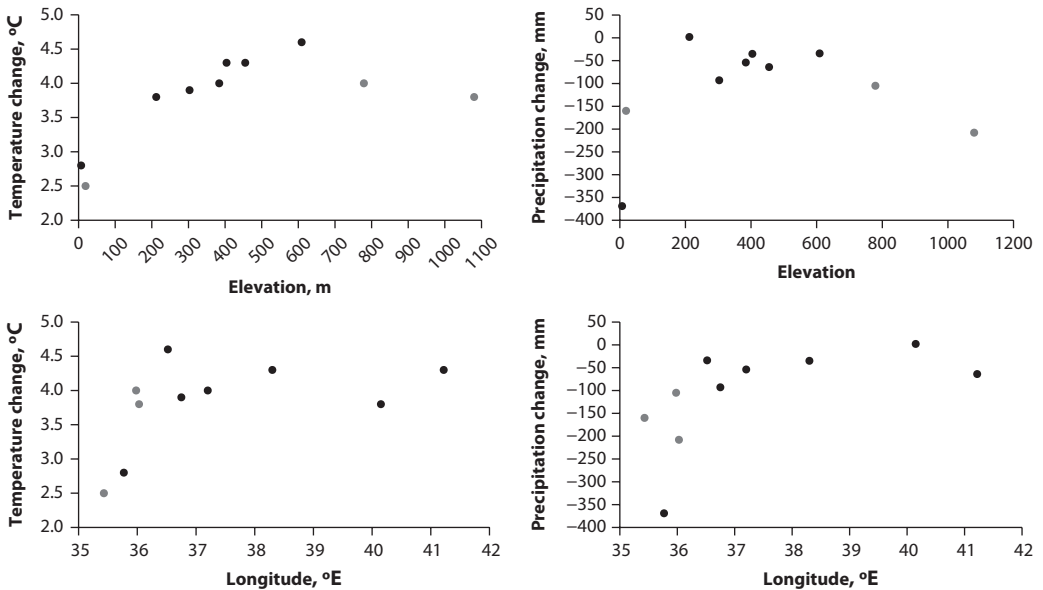 Temperature change, ºC
5.0
4.5
4.0
3.5
3.0
2.5
2.0
0 100 200 300 400 500 600 700 800 900 1000 1100
Elevation, m
Precipitation change, mm
50
0
−50
−100
−150
−200
−250
−300
−350
−400
0 200 400 600 800 1000 1200
Elevation
Temperature change, ºC
5.0
4.5
4.0
3.5
3.0
2.5
2.0
35 36 37 38 39 40 41 42
Longitude, ºE
Precipitation change, mm
50
0
−50
−100
−150
−200
−250
−300
−350
−400
35 36 37 38 39 40 41 42
Longitude, ºE